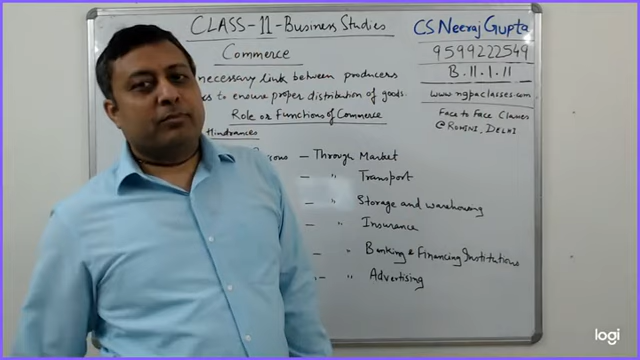 CLASS-11-Business Studies
CS Neeraj Gupta
9599222549
B.11.1.11
www.ngpaclasses.com
Face to Face Classes
@ROHINI, DELHI
Commerce
necessary link between producers
to ensure proper distribution of goods.
Role or Functions of Commerce
Hindrances
- Through Market
" Transport
- " Storage and warehousing
- " Insurance
- " Banking & Financing Institutions
- " Advertising
logi